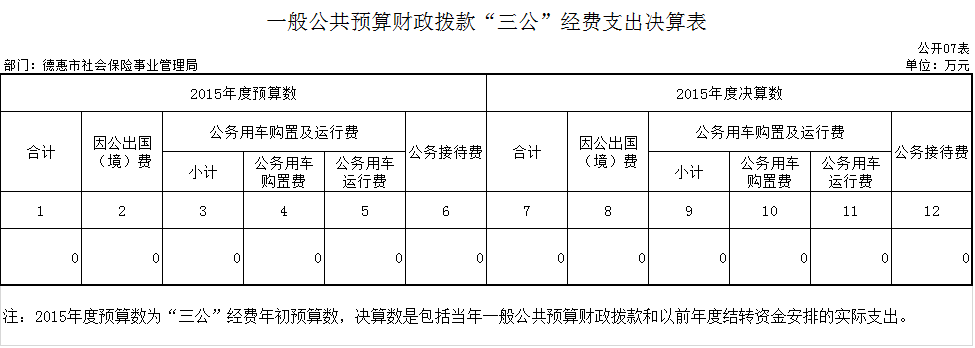 一般公共预算财政拨款“三公”经费支出决算表
公开07表
部门：德惠市社会保险事业管理局 单位：万元
2015年度预算数 2015年度决算数
合计 因公出国（境）费 公务用车购置及运行费 公务接待费 合计 因公出国（境）费 公务用车购置及运行费 公务接待费
小计 公务用车购置费 公务用车运行费 小计 公务用车购置费 公务用车运行费
1 2 3 4 5 6 7 8 9 10 11 12
0 0 0 0 0 0 0 0 0 0 0 0
注：2015年度预算数为“三公”经费年初预算数，决算数是包括当年一般公共预算财政拨款和以前年度结转资金安排的实际支出。